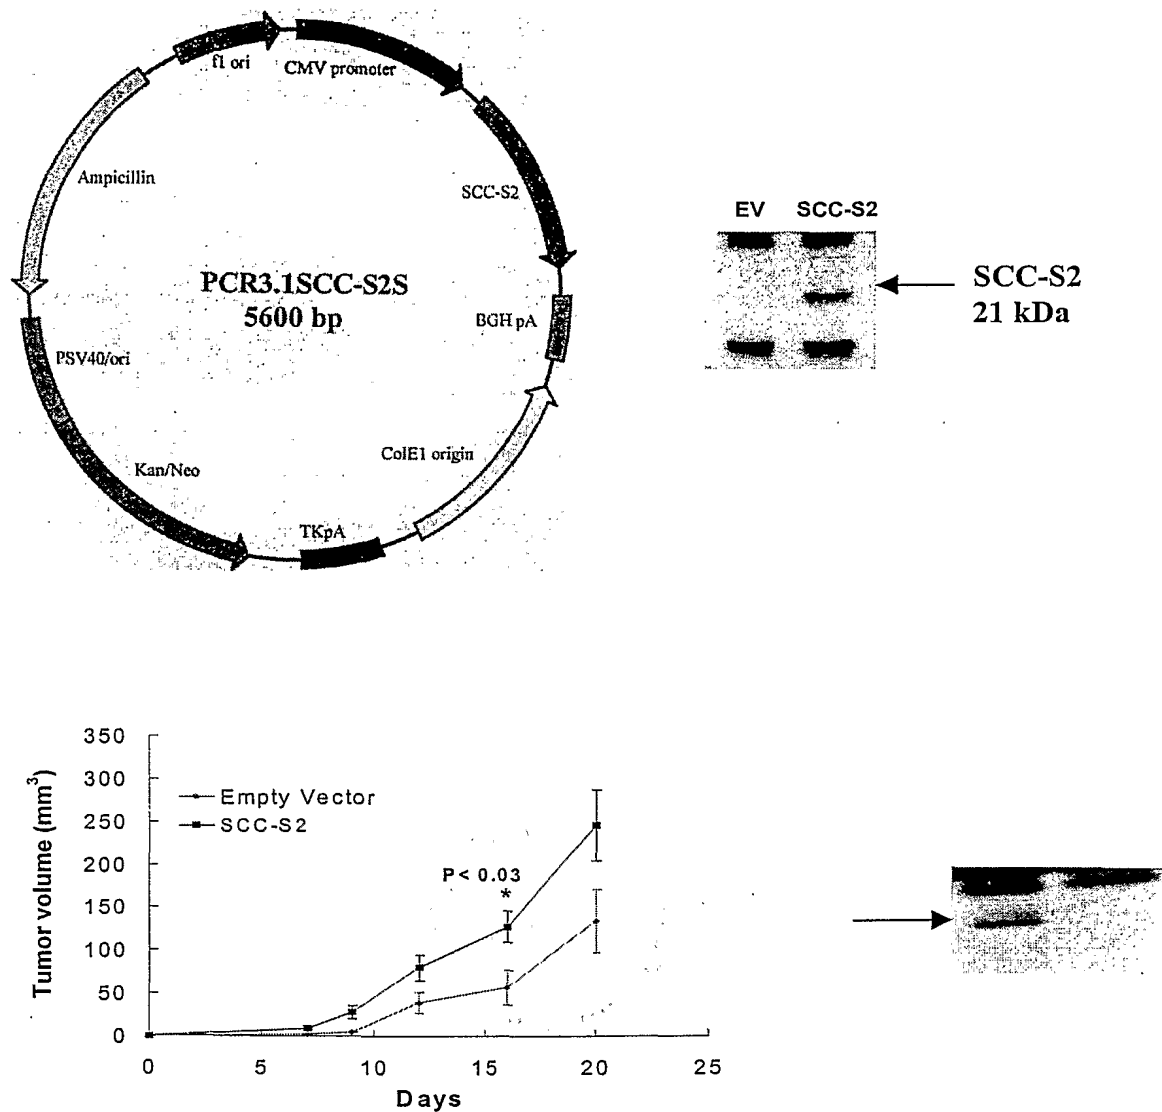 f1 ori
CMV promoter
Ampicillin
SCC-S2
PCR3.1SCC-S2S
5600 bp
BGH pA
PSV40/ori
ColE1 origin
Kan/Neo
TKpA
EV SCC-S2
SCC-S2
21 kDa
350
300
250
200
150
100
50
0
Tumor volume (mm³)
Empty Vector
SCC-S2
P< 0.03
*
0 5 10 15 20 25
Days